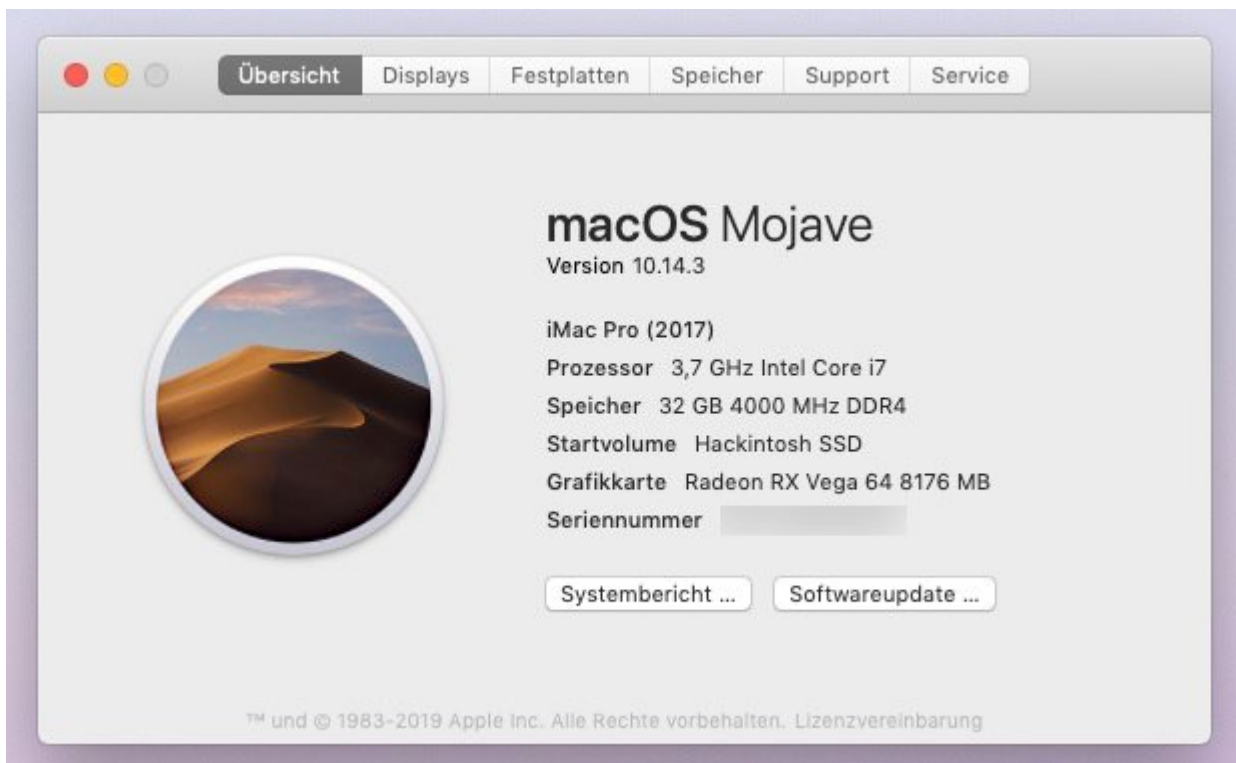 Übersicht Displays Festplatten Speicher Support Service
macOS Mojave
Version 10.14.3
iMac Pro (2017)
Prozessor 3,7 GHz Intel Core i7
Speicher 32 GB 4000 MHz DDR4
Startvolume Hackintosh SSD
Grafikkarte Radeon RX Vega 64 8176 MB
Seriennummer
Systembericht ... Softwareupdate ...
™ und © 1983-2019 Apple Inc. Alle Rechte vorbehalten. Lizenzvereinbarung